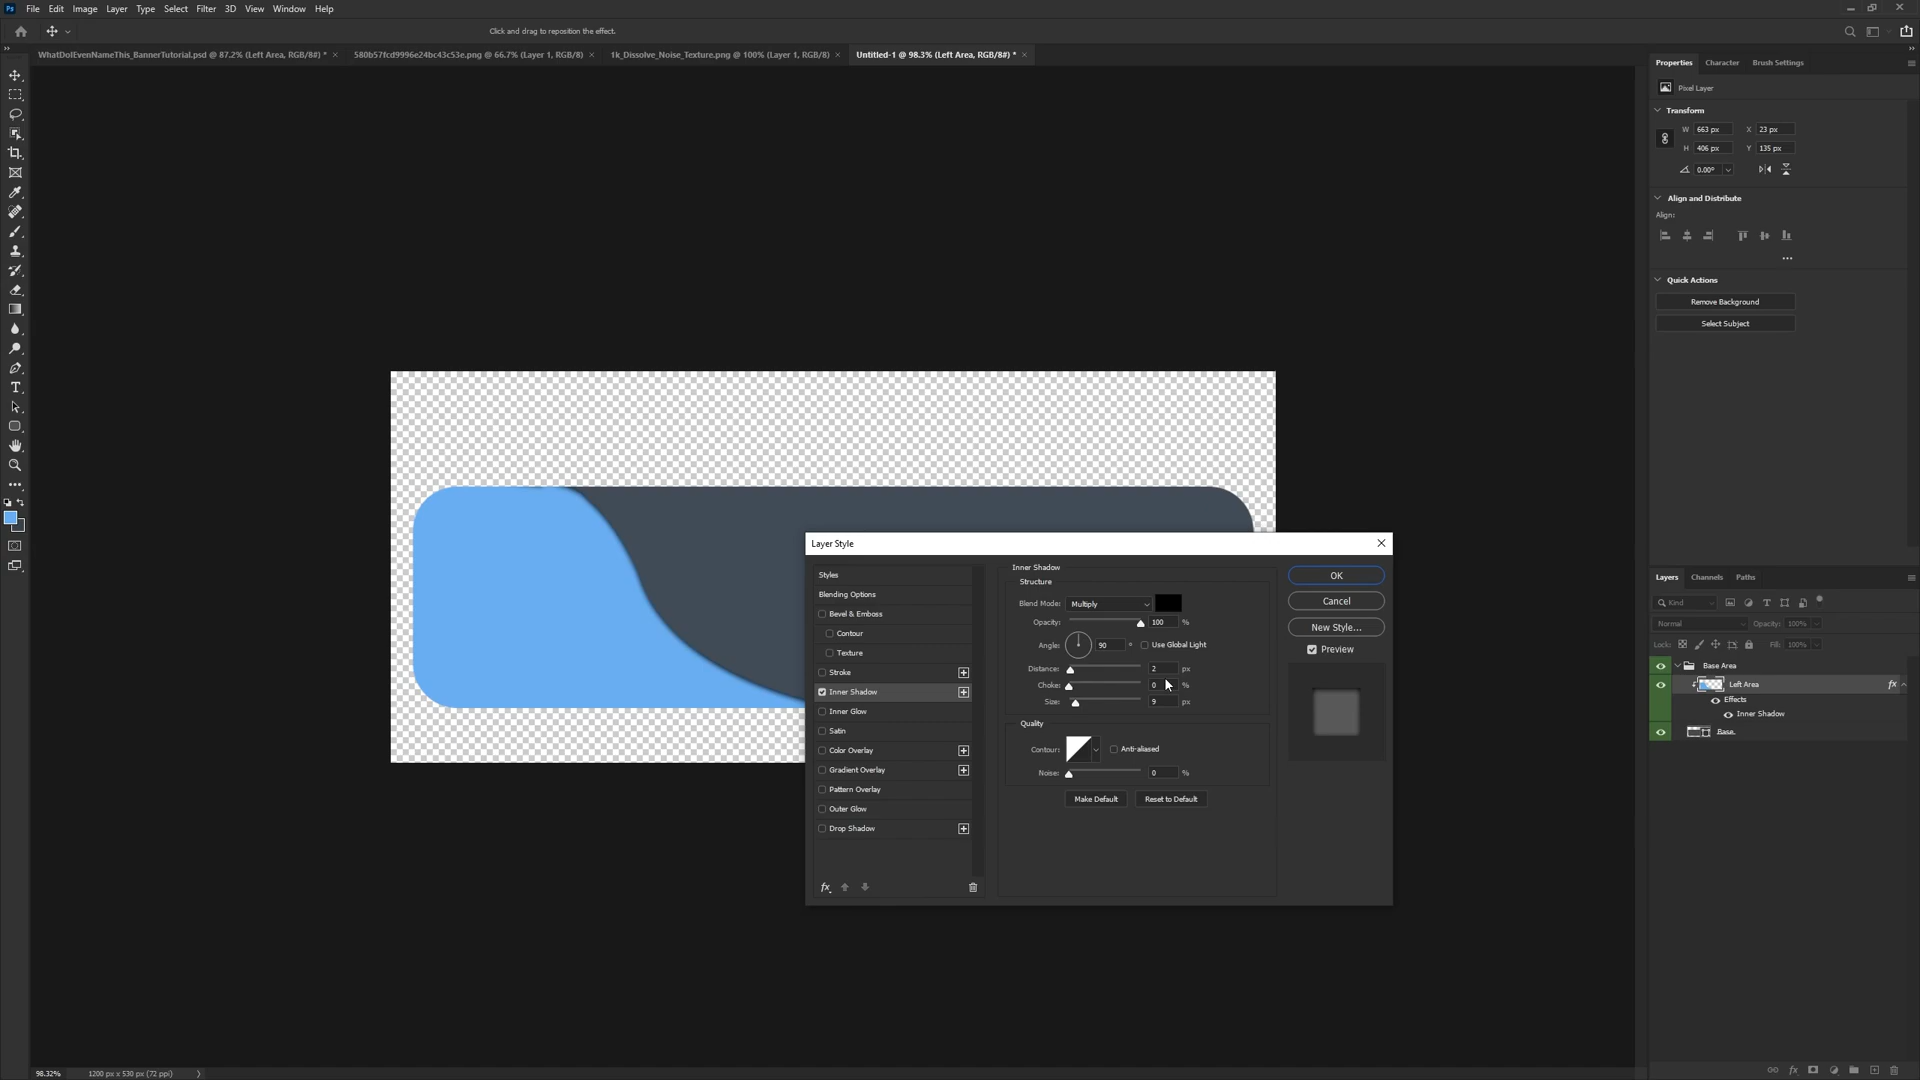 Ps File Edit Image Layer Type Select Filter 3D View Window Help
Click and drag to reposition the effect.
WhatDoIEvenNameThis_BannerTutorial.psd @ 87.2% (Left Area, RGB/8#) * × 580b57fcd9996e24bc43c53e.png @ 66.7% (Layer 1, RGB/8) × 1k_Dissolve_Noise_Texture.png @ 100% (Layer 1, RGB/8) × Untitled-1 @ 98.3% (Left Area, RGB/8#) * ×
Properties Character Brush Settings
Pixel Layer
Transform
W 663 px X 23 px
H 406 px Y 135 px
0.00°
Align and Distribute
Align:
Quick Actions
Remove Background
Select Subject
Layer Style
Styles
Blending Options
Bevel & Emboss
Contour
Texture
Stroke
Inner Shadow
Inner Glow
Satin
Color Overlay
Gradient Overlay
Pattern Overlay
Outer Glow
Drop Shadow
fx
Inner Shadow
Structure
Blend Mode: Multiply
Opacity: 100 %
Angle: 90 ° Use Global Light
Distance: 2 px
Choke: 0 %
Size: 9 px
Quality
Contour: Anti-aliased
Noise: 0 %
Make Default Reset to Default
OK
Cancel
New Style...
Preview
Layers Channels Paths
Kind
Normal Opacity: 100%
Lock: Fill: 100%
Base Area
Left Area fx
Effects
Inner Shadow
Base
98.32% 1200 px x 530 px (72 ppi)